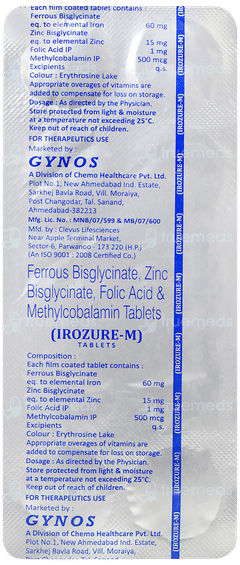 Each film coated tablet contains
Ferrous Bisglycinate
eq. to elemental Iron 60 mg
Zinc Bisglycinate
eq. to elemental Zinc 15 mg
Folic Acid IP 1 mg
Methylcobalamin IP 500 mcg
Excipients q.s.
Colour : Erythrosine Lake
Appropriate overages of vitamins are
added to compensate for loss on storage.
Dosage : As directed by the Physician.
Store protected from light & moisture
at a temperature not exceeding 25°C.
Keep out of reach of children.
FOR THERAPEUTIC USE
Marketed by :
GYNOS
A Division of Chemo Healthcare Pvt. Ltd.
Plot No.1, New Ahmedabad Ind. Estate,
Sarkhej Bavla Road, Vill. Moraiya,
Post Changodar, Tal. Sanand,
Ahmedabad-382213
Mfg. Lic. No. : MNB/07/599 & MB/07/600
Mfd. by : Clevus Lifesciences
Near Apple Terminal Market,
Sector-6, Parwanoo - 173 220 (H.P.)
(An ISO 9001 : 2008 Certified Co.)
Ferrous Bisglycinate, Zinc
Bisglycinate, Folic Acid &
Methylcobalamin Tablets
(IROZURE-M)
TABLETS
Composition :
Each film coated tablet contains :
Ferrous Bisglycinate
eq. to elemental Iron 60 mg
Zinc Bisglycinate
eq. to elemental Zinc 15 mg
Folic Acid IP 1 mg
Methylcobalamin IP 500 mcg
Excipients q.s.
Colour : Erythrosine Lake
Appropriate overages of vitamins are
added to compensate for loss on storage.
Dosage : As directed by the Physician.
Store protected from light & moisture
at a temperature not exceeding 25°C.
Keep out of reach of children.
FOR THERAPEUTIC USE
Marketed by :
GYNOS
A Division of Chemo Healthcare Pvt. Ltd.
Plot No.1, New Ahmedabad Ind. Estate,
Sarkhej Bavla Road, Vill. Moraiya,
(IROZURE-M)
(IROZURE-M)
(IROZURE-M)
(IROZURE-M)
(IROZURE-M)
(IROZURE-M)
(IROZURE-M)
(IROZURE-M)
(IROZURE-M)